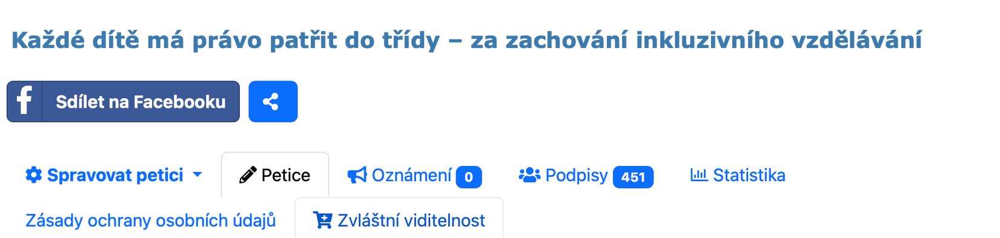 Každé dítě má právo patřit do třídy – za zachování inkluzivního vzdělávání
Sdílet na Facebooku
Spravovat petici Petice Oznámení 0 Podpisy 451 Statistika
Zásady ochrany osobních údajů Zvláštní viditelnost